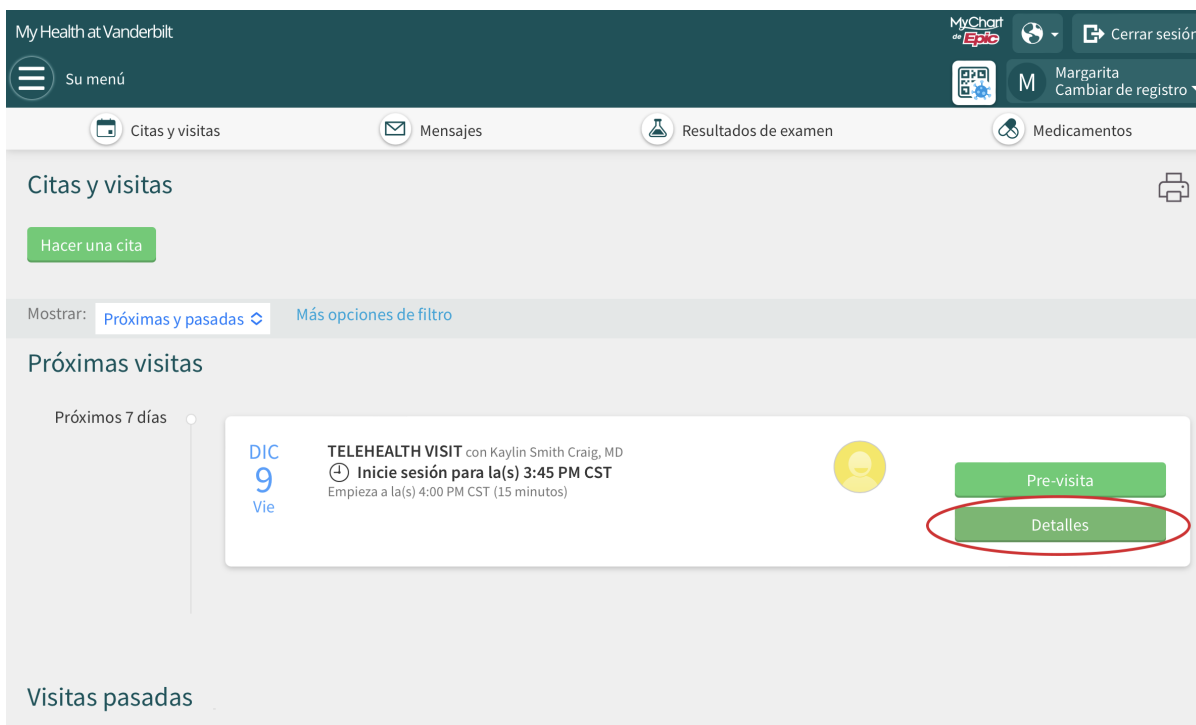 My Health at Vanderbilt
MyChart
de Epic
Cerrar sesión
Su menú
M
Margarita
Cambiar de registro
Citas y visitas
Mensajes
Resultados de examen
Medicamentos
Citas y visitas
Hacer una cita
Mostrar:
Próximas y pasadas
Más opciones de filtro
Próximas visitas
Próximos 7 días
DIC
9
Vie
TELEHEALTH VISIT con Kaylin Smith Craig, MD
Inicie sesión para la(s) 3:45 PM CST
Empieza a la(s) 4:00 PM CST (15 minutos)
Pre-visita
Detalles
Visitas pasadas